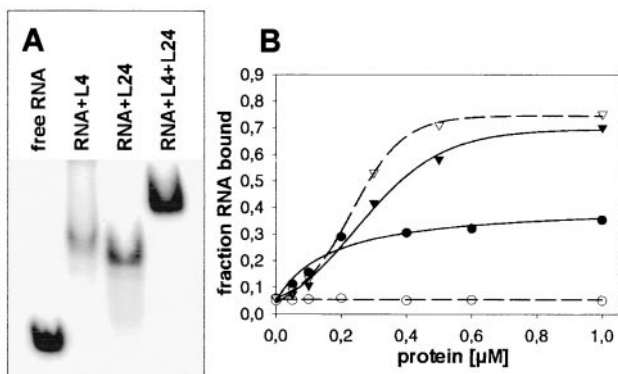 A
free RNA
RNA+L4
RNA+L24
RNA+L4+L24
B
fraction RNA bound
0,9
0,8
0,7
0,6
0,5
0,4
0,3
0,2
0,1
0,0
0,0 0,2 0,4 0,6 0,8 1,0
protein [µM]